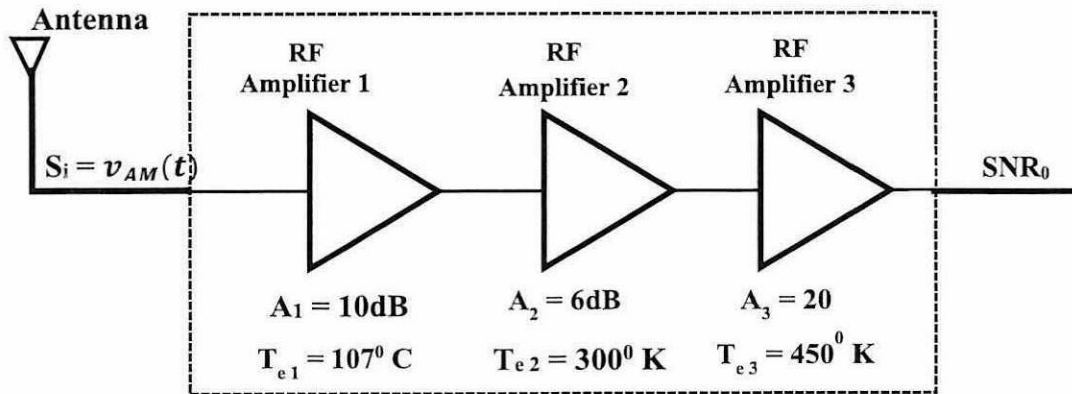 Antenna
RF
Amplifier 1
RF
Amplifier 2
RF
Amplifier 3
Sᵢ = v_AM(t)
SNR₀
A1 = 10dB
A₂ = 6dB
A₃ = 20
Tₑ₁ = 107⁰ C
Tₑ₂ = 300⁰ K
Tₑ₃ = 450⁰ K